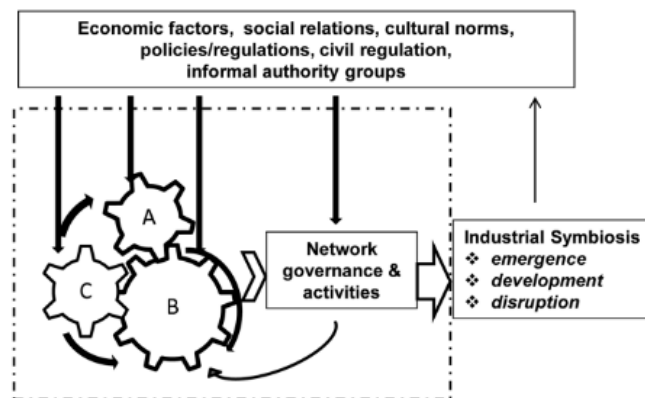 Economic factors, social relations, cultural norms,
policies/regulations, civil regulation,
informal authority groups
A
C
B
Network
governance &
activities
Industrial Symbiosis
❖ emergence
❖ development
❖ disruption